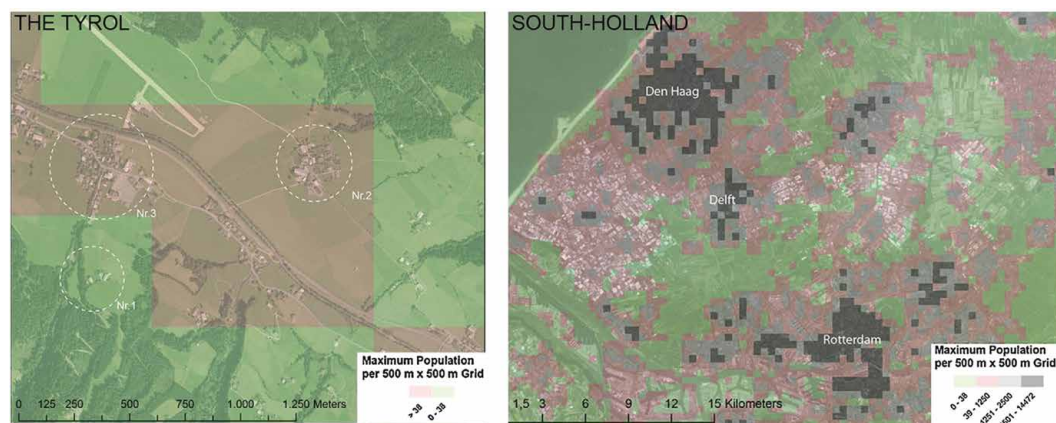 THE TYROL
Nr.3
Nr.2
Nr.1
Maximum Population
per 500 m x 500 m Grid
> 38
0 - 38
0 125 250 500 750 1.000 1.250 Meters
SOUTH-HOLLAND
Den Haag
Delft
Rotterdam
Maximum Population
per 500 m x 500 m Grid
0 - 38
39 - 1250
1251 - 2500
501 - 14472
1,5 3 6 9 12 15 Kilometers